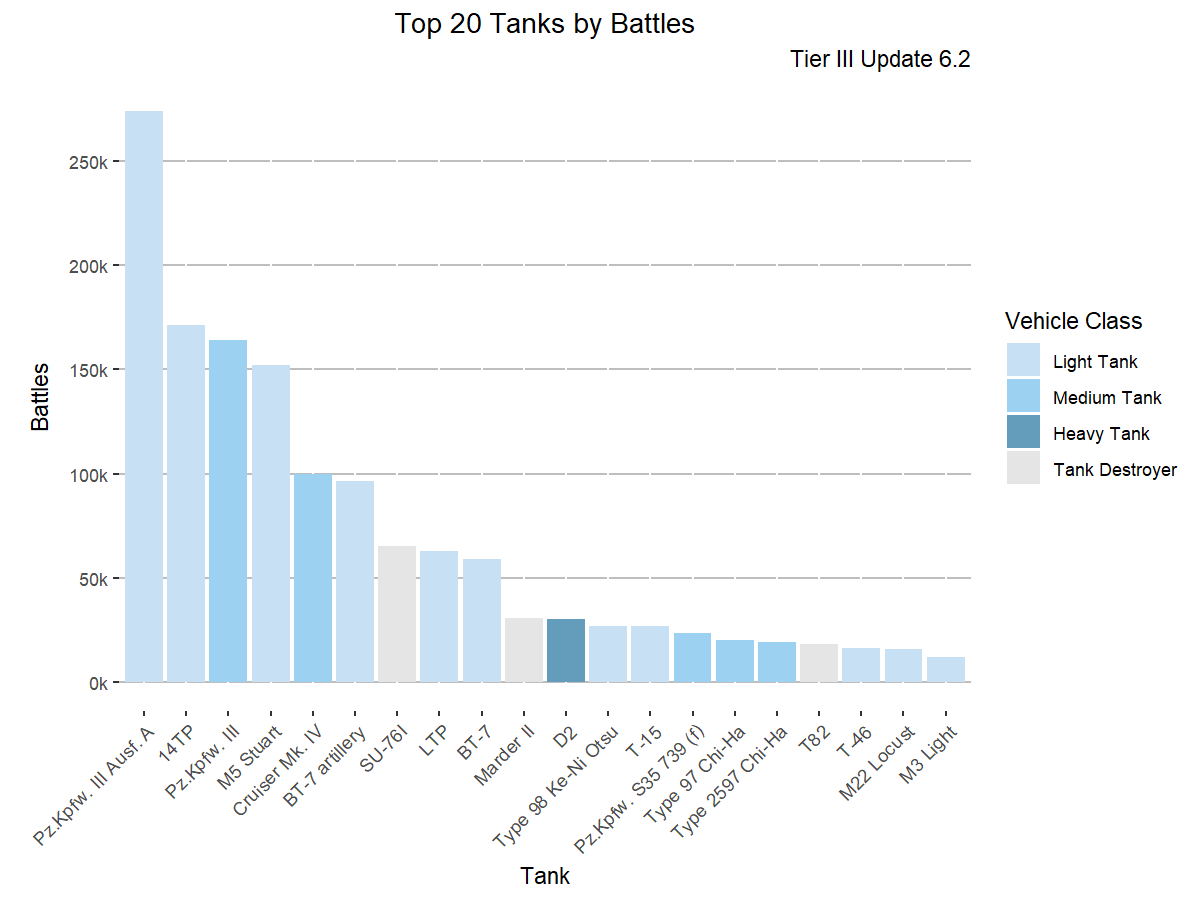 Top 20 Tanks by Battles
Tier III Update 6.2
Battles
250k
200k
150k
100k
50k
0k
Pz.Kpfw. III Ausf. A
14TP
Pz.Kpfw. III
M5 Stuart
Cruiser Mk. IV
BT-7 artillery
SU-76I
LTP
BT-7
Marder II
D2
Type 98 Ke-Ni Otsu
T-15
Pz.Kpfw. S35 739 (f)
Type 97 Chi-Ha
Type 2597 Chi-Ha
T82
T-46
M22 Locust
M3 Light
Tank
Vehicle Class
Light Tank
Medium Tank
Heavy Tank
Tank Destroyer